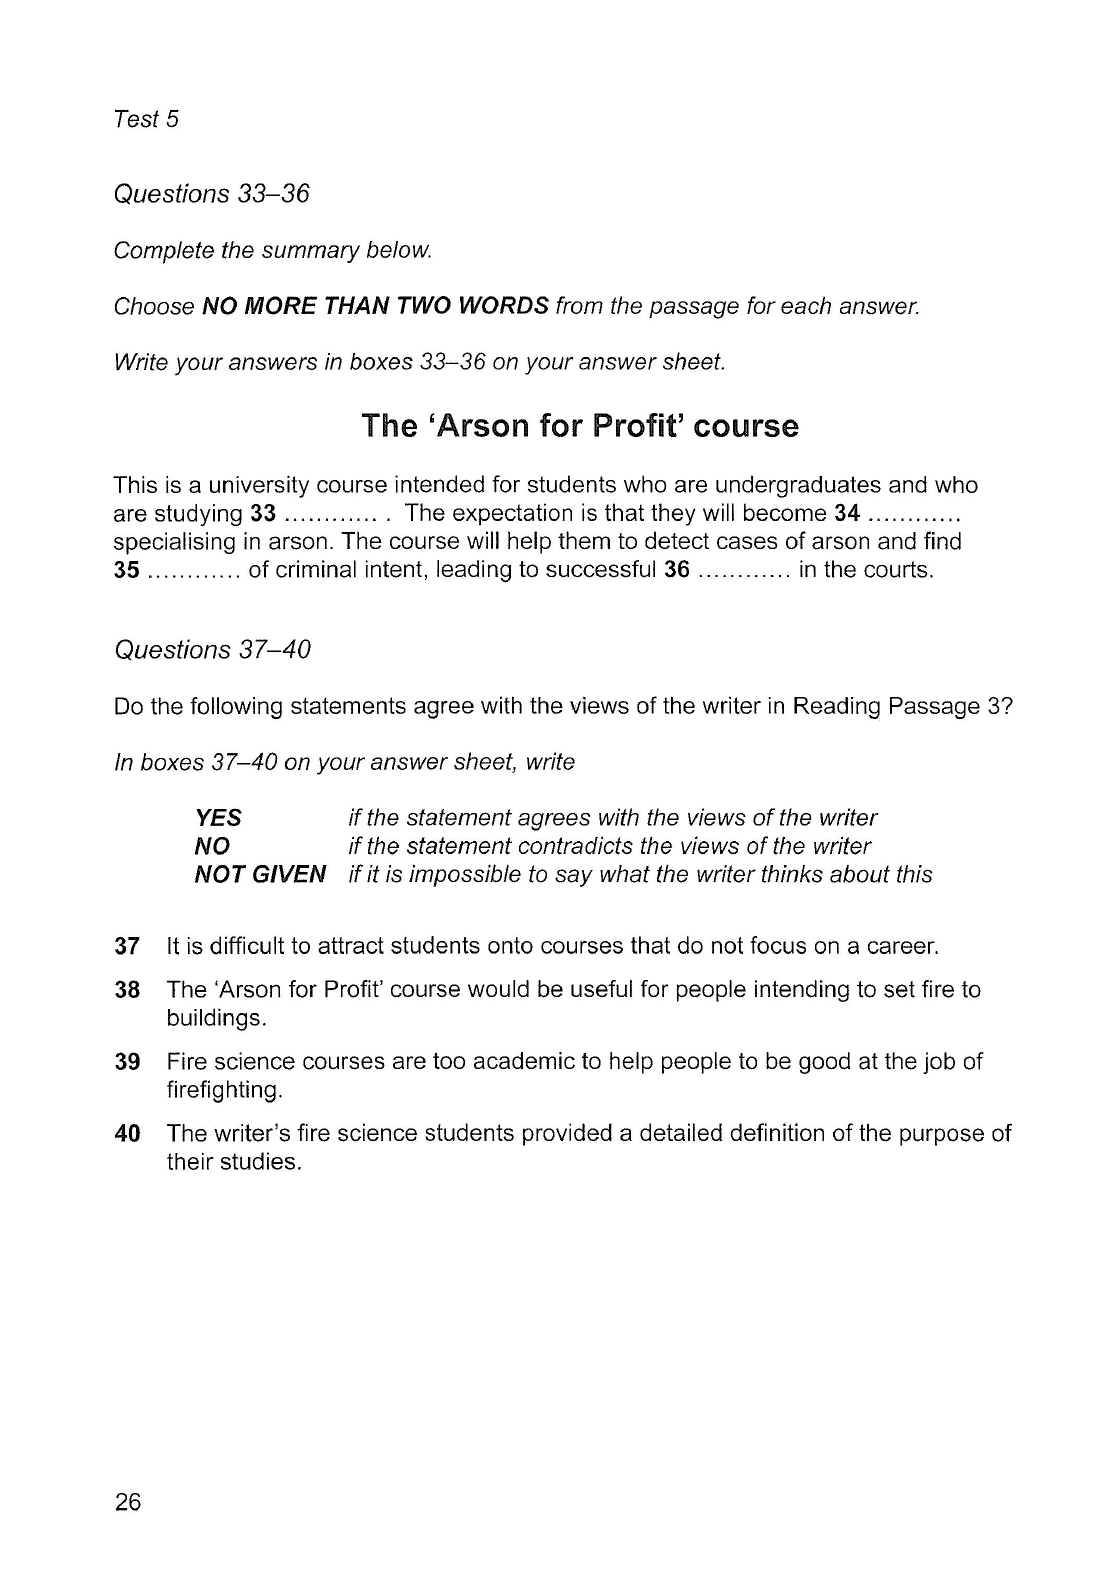 Test 5
Questions 33–36
Complete the summary below.
Choose NO MORE THAN TWO WORDS from the passage for each answer.
Write your answers in boxes 33–36 on your answer sheet.
The ‘Arson for Profit’ course
This is a university course intended for students who are undergraduates and who
are studying 33 ............. . The expectation is that they will become 34 ............
specialising in arson. The course will help them to detect cases of arson and find
35 ............ of criminal intent, leading to successful 36 ............ in the courts.
Questions 37–40
Do the following statements agree with the views of the writer in Reading Passage 3?
In boxes 37–40 on your answer sheet, write
YES if the statement agrees with the views of the writer
NO if the statement contradicts the views of the writer
NOT GIVEN if it is impossible to say what the writer thinks about this
37 It is difficult to attract students onto courses that do not focus on a career.
38 The ‘Arson for Profit’ course would be useful for people intending to set fire to
buildings.
39 Fire science courses are too academic to help people to be good at the job of
firefighting.
40 The writer’s fire science students provided a detailed definition of the purpose of
their studies.
26